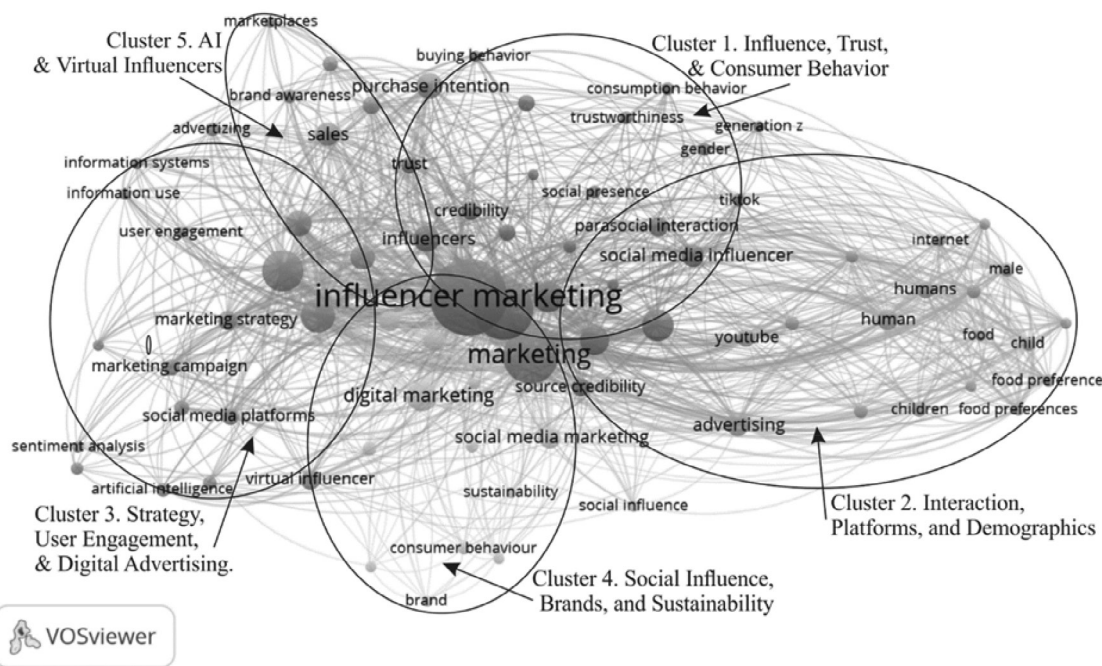 marketplaces
Cluster 5. AI
& Virtual Influencers
buying behavior
Cluster 1. Influence, Trust,
& Consumer Behavior
brand awareness
purchase intention
consumption behavior
advertizing
sales
trustworthiness
generation z
information systems
trust
gender
information use
social presence
tiktok
user engagement
credibility
parasocial interaction
influencers
social media influencer
internet
male
humans
influencer marketing
marketing strategy
human
youtube
food
child
marketing
marketing campaign
source credibility
food preference
digital marketing
children
food preferences
social media platforms
advertising
sentiment analysis
social media marketing
artificial intelligence
virtual influencer
sustainability
social influence
Cluster 3. Strategy,
User Engagement,
& Digital Advertising.
Cluster 2. Interaction,
Platforms, and Demographics
consumer behaviour
Cluster 4. Social Influence,
Brands, and Sustainability
brand
VOSviewer